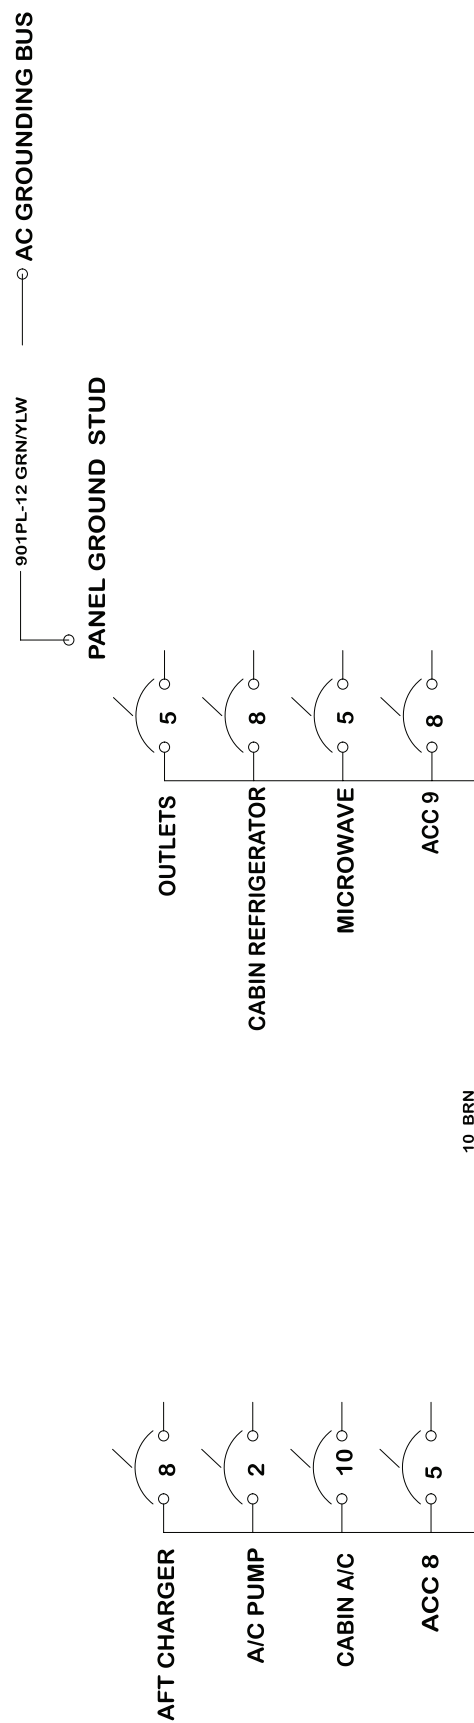 AC GROUNDING BUS
901PL-12 GRN/YLW
PANEL GROUND STUD
OUTLETS
5
CABIN REFRIGERATOR
8
MICROWAVE
5
ACC 9
8
10 BRN
AFT CHARGER
8
A/C PUMP
2
CABIN A/C
10
ACC 8
5